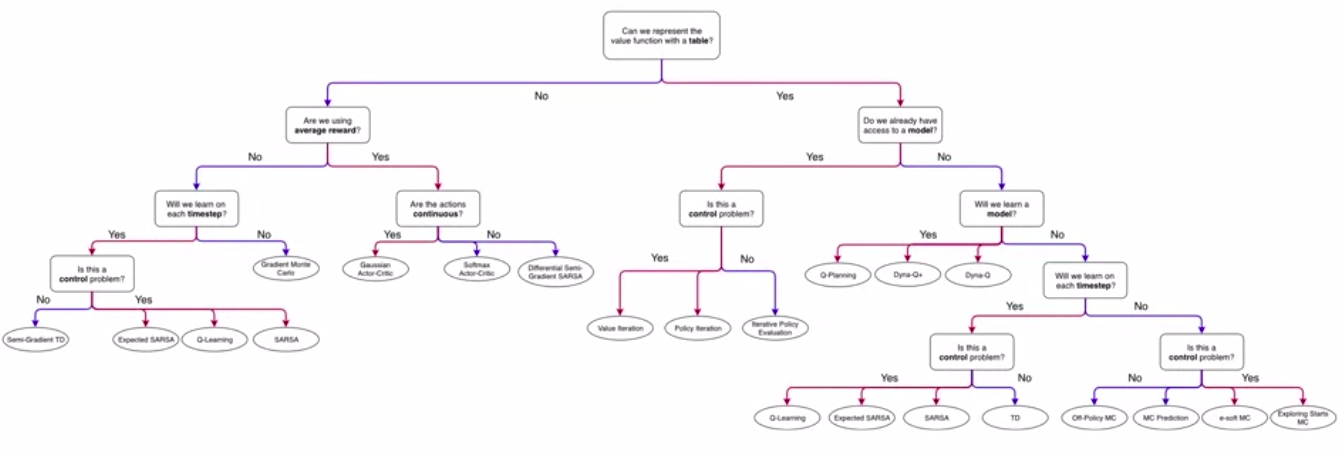 Can we represent the
value function with a table?
No
Yes
Are we using
average reward?
Do we already have
access to a model?
No
Yes
Yes
No
Will we learn on
each timestep?
Are the actions
continuous?
Is this a
control problem?
Will we learn a
model?
Yes
No
Yes
No
Yes
No
Yes
No
Is this a
control problem?
Gradient Monte
Carlo
Gaussian
Actor-Critic
Softmax
Actor-Critic
Differential Semi-
Gradient SARSA
Q-Planning
Dyna-Q+
Dyna-Q
Will we learn on
each timestep?
No
Yes
Yes
No
Semi-Gradient TD
Expected SARSA
Q-Learning
SARSA
Value Iteration
Policy Iteration
Iterative Policy
Evaluation
Is this a
control problem?
Is this a
control problem?
Yes
No
No
Yes
Q-Learning
Expected SARSA
SARSA
TD
Off-Policy MC
MC Prediction
e-soft MC
Exploring Starts
MC